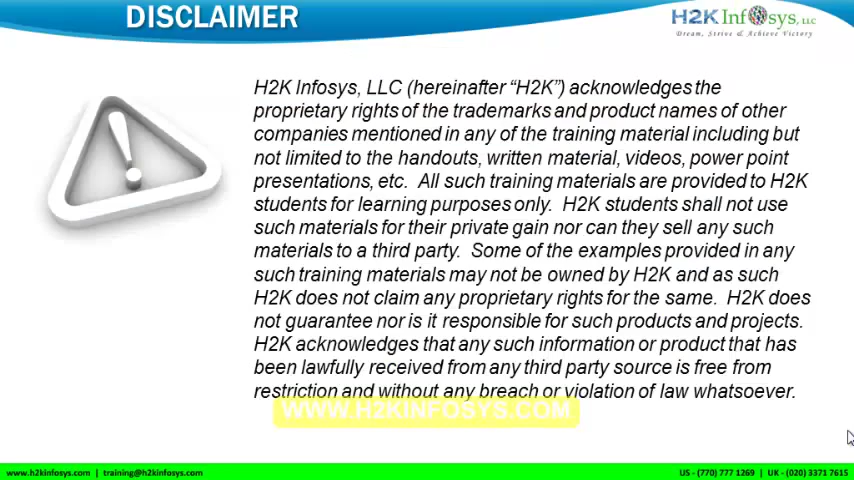 DISCLAIMER
H2K Infosys, LLC
Dream, Strive & Achieve Victory
H2K Infosys, LLC (hereinafter “H2K”) acknowledges the
proprietary rights of the trademarks and product names of other
companies mentioned in any of the training material including but
not limited to the handouts, written material, videos, power point
presentations, etc. All such training materials are provided to H2K
students for learning purposes only. H2K students shall not use
such materials for their private gain nor can they sell any such
materials to a third party. Some of the examples provided in any
such training materials may not be owned by H2K and as such
H2K does not claim any proprietary rights for the same. H2K does
not guarantee nor is it responsible for such products and projects.
H2K acknowledges that any such information or product that has
been lawfully received from any third party source is free from
restriction and without any breach or violation of law whatsoever.
WWW.H2KINFOSYS.COM
www.h2kinfosys.com | training@h2kinfosys.com
US - (770) 777 1269 | UK - (020) 3371 7615